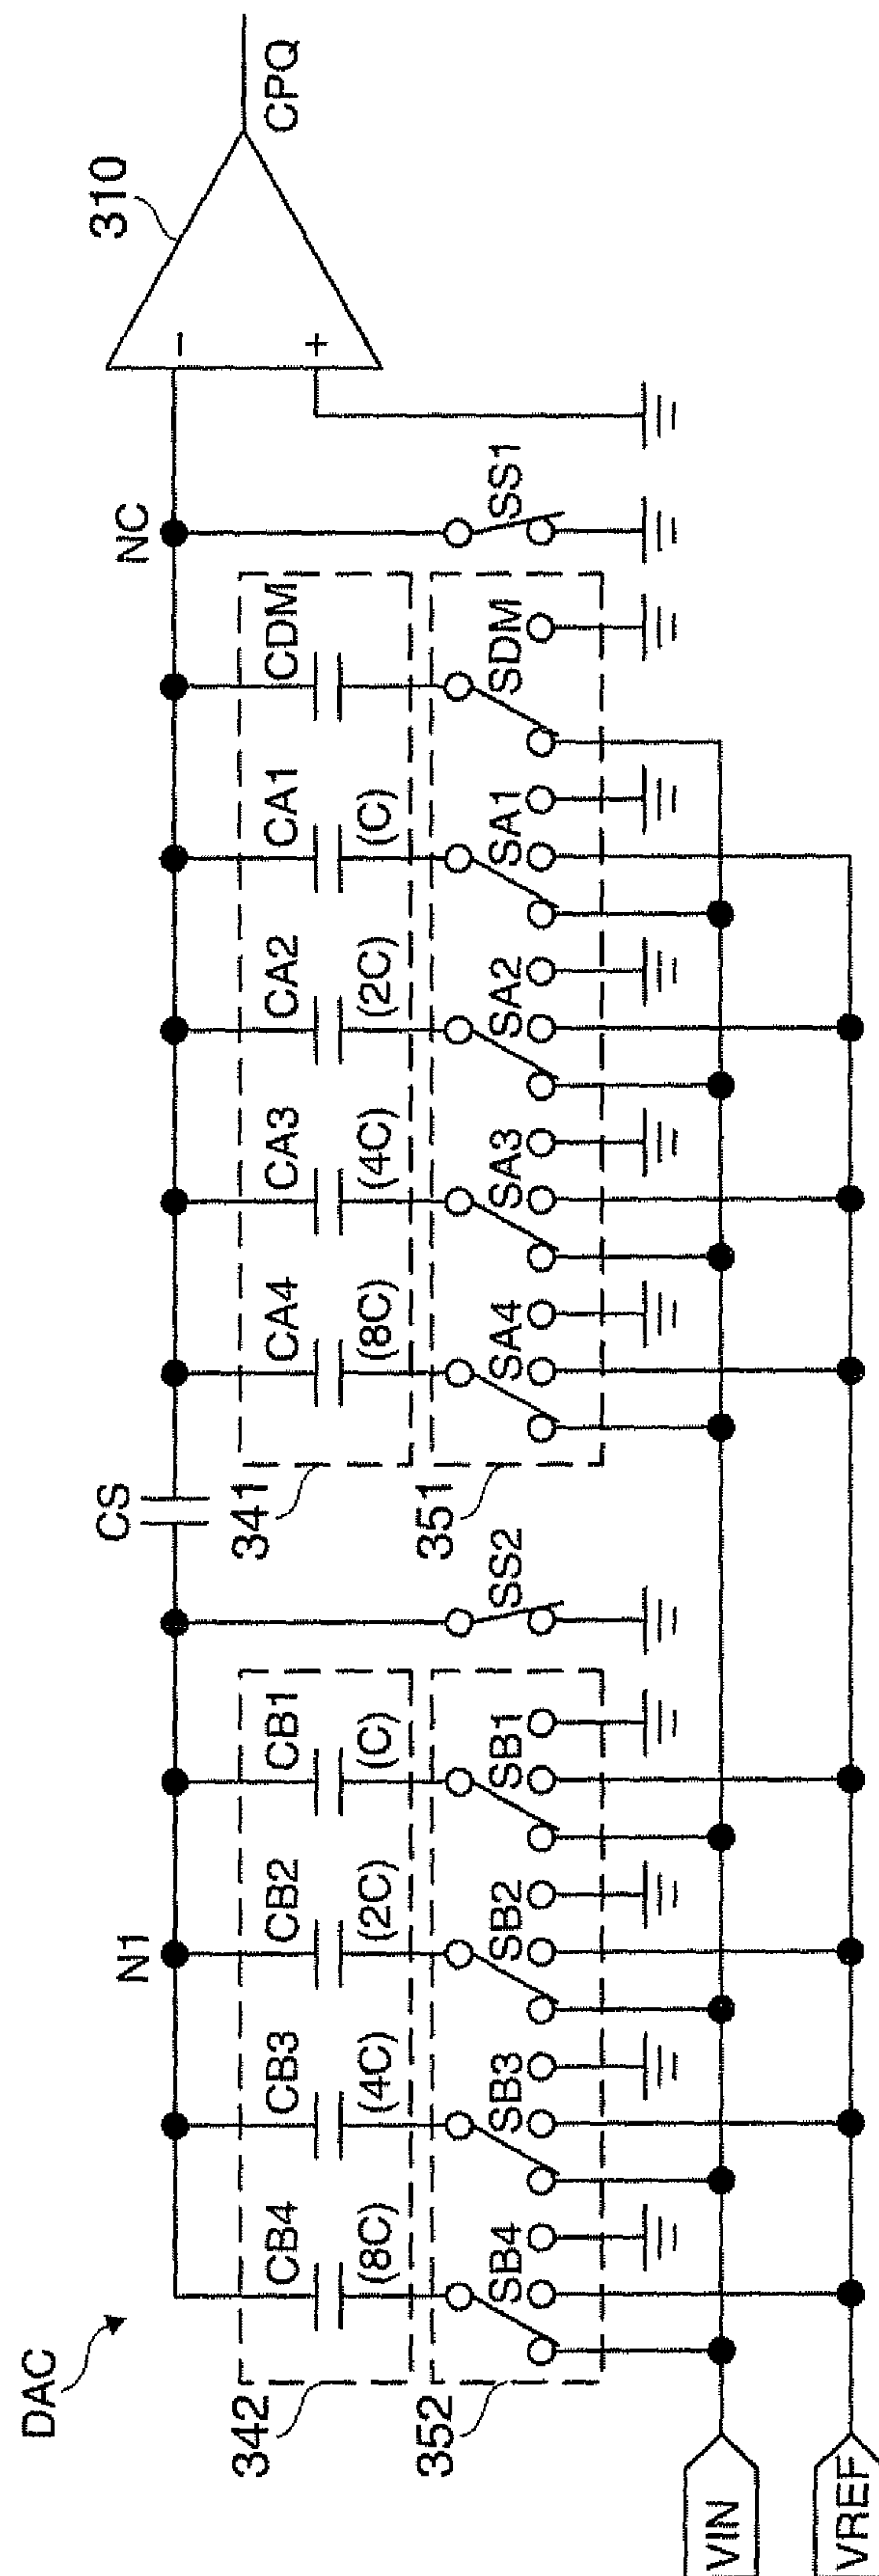 DAC
N1
CS
NC
310
CPQ
−
+
CB4
(8C)
CB3
(4C)
CB2
(2C)
CB1
(C)
342
SB4
SB3
SB2
SB1
352
SS2
CA4
(8C)
CA3
(4C)
CA2
(2C)
CA1
(C)
CDM
341
SA4
SA3
SA2
SA1
SDM
351
SS1
VIN
VREF